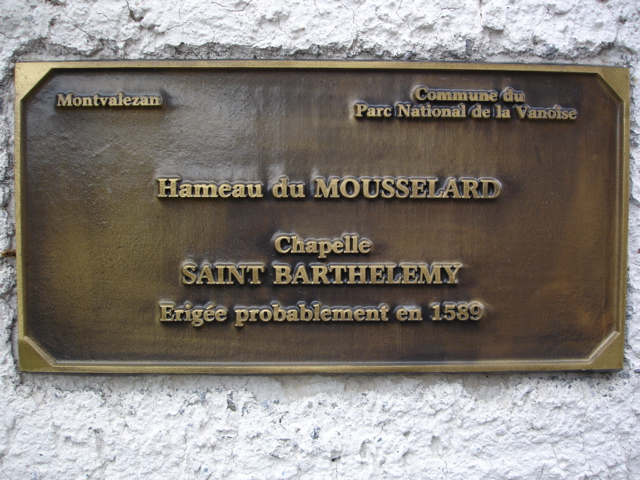 Montvalezan
Commune du
Parc National de la Vanoise
Hameau du MOUSSELARD
Chapelle
SAINT BARTHELEMY
Erigée probablement en 1589